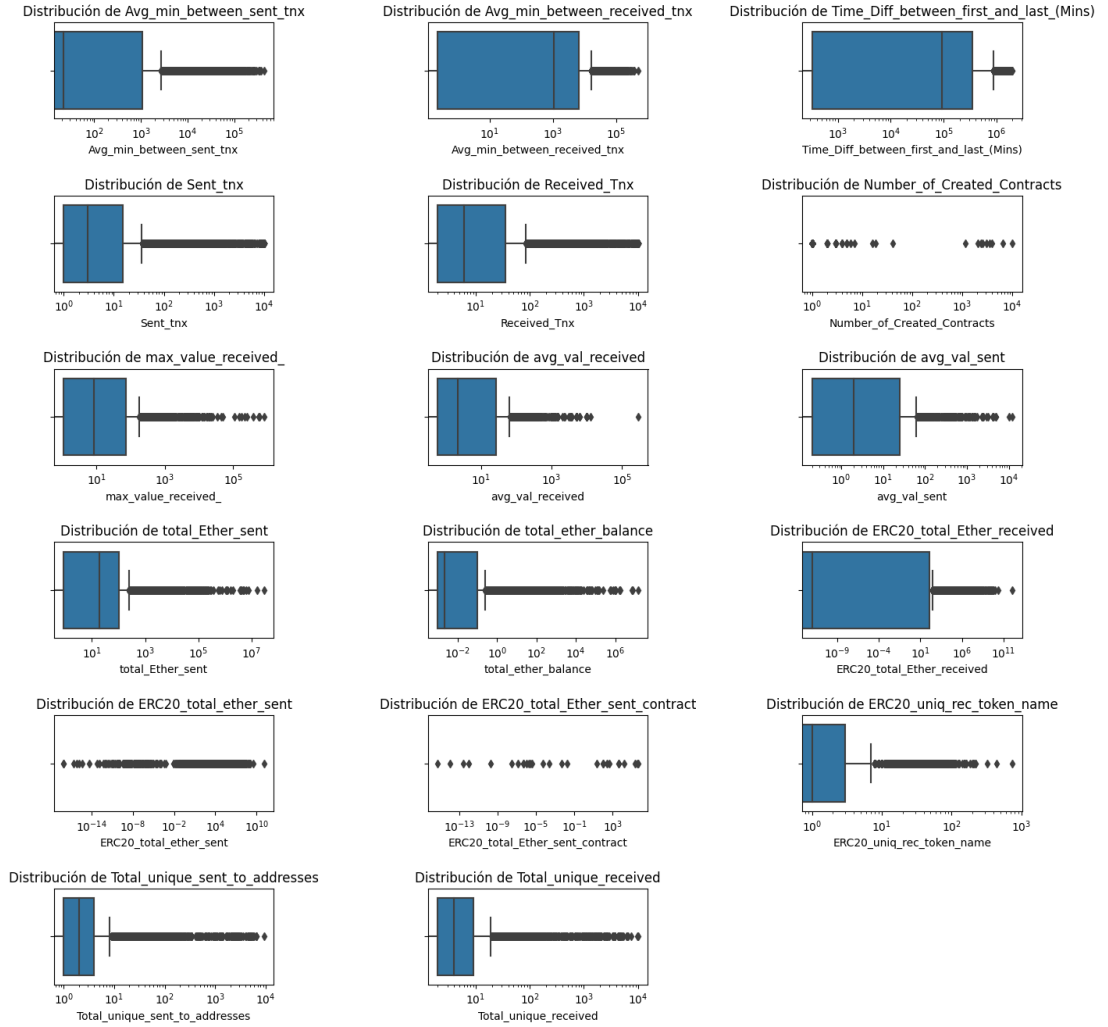 Distribución de Avg_min_between_sent_tnx
Distribución de Avg_min_between_received_tnx
Distribución de Time_Diff_between_first_and_last_(Mins)
10² 10³ 10⁴ 10⁵
10¹ 10³ 10⁵
10³ 10⁴ 10⁵ 10⁶
Avg_min_between_sent_tnx
Avg_min_between_received_tnx
Time_Diff_between_first_and_last_(Mins)
Distribución de Sent_tnx
Distribución de Received_Tnx
Distribución de Number_of_Created_Contracts
10⁰ 10¹ 10² 10³ 10⁴
10¹ 10² 10³ 10⁴
10⁰ 10¹ 10² 10³ 10⁴
Sent_tnx
Received_Tnx
Number_of_Created_Contracts
Distribución de max_value_received_
Distribución de avg_val_received
Distribución de avg_val_sent
10¹ 10³ 10⁵
10¹ 10³ 10⁵
10⁰ 10¹ 10² 10³ 10⁴
max_value_received_
avg_val_received
avg_val_sent
Distribución de total_Ether_sent
Distribución de total_ether_balance
Distribución de ERC20_total_Ether_received
10¹ 10³ 10⁵ 10⁷
10⁻² 10⁰ 10² 10⁴ 10⁶
10⁻⁹ 10⁻⁴ 10¹ 10⁶ 10¹¹
total_Ether_sent
total_ether_balance
ERC20_total_Ether_received
Distribución de ERC20_total_ether_sent
Distribución de ERC20_total_Ether_sent_contract
Distribución de ERC20_uniq_rec_token_name
10⁻¹⁴ 10⁻⁸ 10⁻² 10⁴ 10¹⁰
10⁻¹³ 10⁻⁹ 10⁻⁵ 10⁻¹ 10³
10⁰ 10¹ 10² 10³
ERC20_total_ether_sent
ERC20_total_Ether_sent_contract
ERC20_uniq_rec_token_name
Distribución de Total_unique_sent_to_addresses
Distribución de Total_unique_received
10⁰ 10¹ 10² 10³ 10⁴
10¹ 10² 10³ 10⁴
Total_unique_sent_to_addresses
Total_unique_received